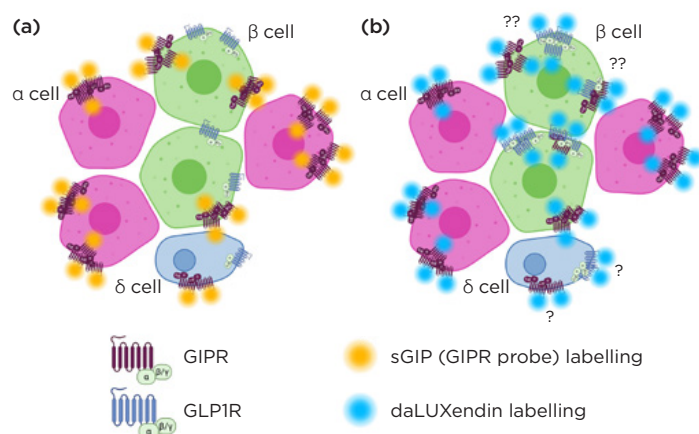 (a)
β cell
α cell
δ cell
(b)
??
β cell
??
α cell
δ cell
?
?
α
β/γ
GIPR
α
β/γ
GLP1R
sGIP (GIPR probe) labelling
daLUXendin labelling